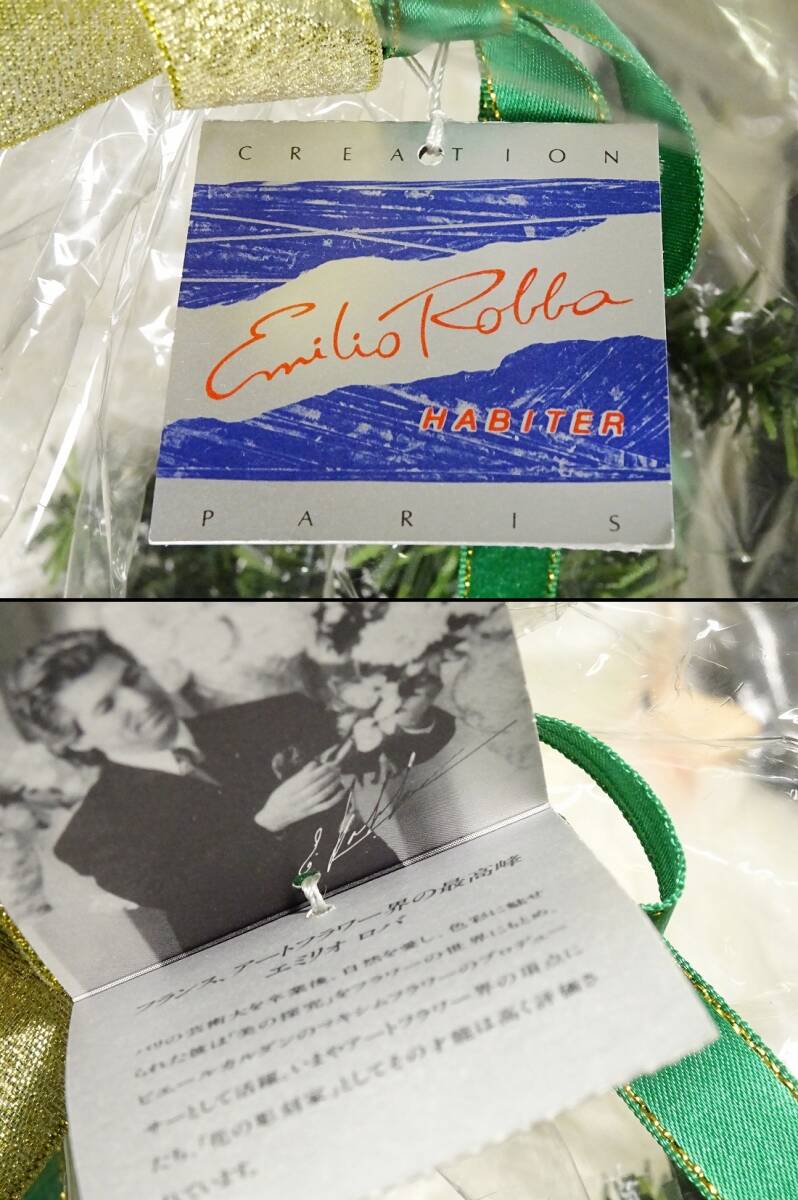 CREATION
Emilio Robba
HABITER
PARIS
フランス、アートフラワー界の最高峰
エミリオ ロバ
パリの芸術大を卒業後、自然を愛し、色彩に魅せ
られた彼は「美の探究」をフラワーの世界にもとめ、
ピエールカルダンのマキシムフラワーのプロデュー
サーとして活躍、いまやアートフラワー界の頂点に
たち、「花の彫刻家」としてその才能は高く評価さ
れています。